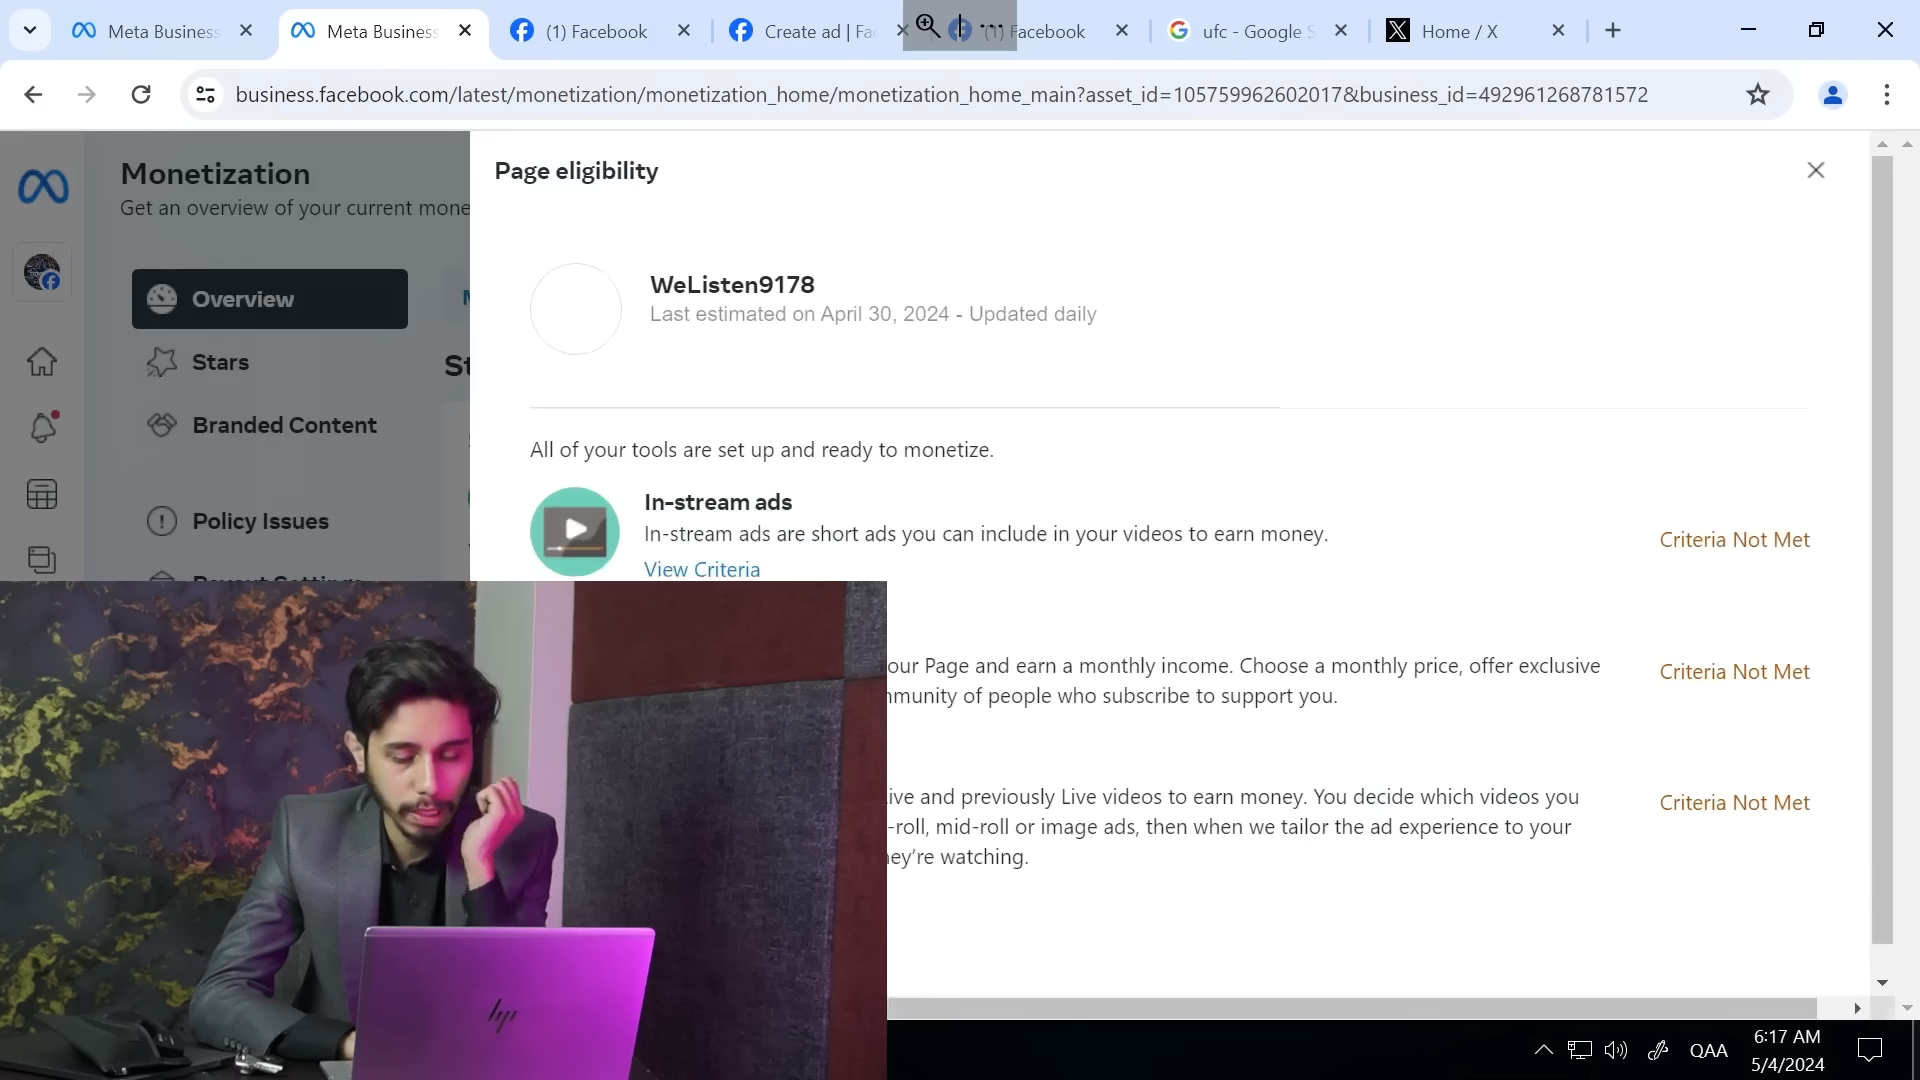 Meta Business
Meta Business
(1) Facebook
Create ad | Fa
(1) Facebook
ufc - Google S
Home / X
business.facebook.com/latest/monetization/monetization_home/monetization_home_main?asset_id=105759962602017&business_id=492961268781572
Monetization
Get an overview of your current mone
Overview
Stars
Branded Content
Policy Issues
Payout Settings
St
Page eligibility
WeListen9178
Last estimated on April 30, 2024 - Updated daily
All of your tools are set up and ready to monetize.
In-stream ads
In-stream ads are short ads you can include in your videos to earn money.
Criteria Not Met
View Criteria
our Page and earn a monthly income. Choose a monthly price, offer exclusive
Criteria Not Met
munity of people who subscribe to support you.
ive and previously Live videos to earn money. You decide which videos you
Criteria Not Met
-roll, mid-roll or image ads, then when we tailor the ad experience to your
ey're watching.
hp
QAA
6:17 AM
5/4/2024